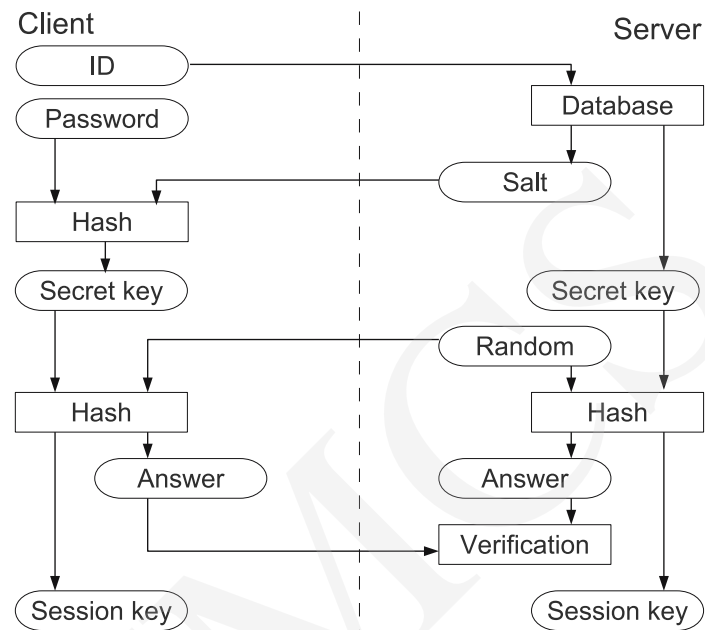 Client
Server
ID
Password
Database
Salt
Hash
Secret key
Secret key
Random
Hash
Hash
Answer
Answer
Verification
Session key
Session key
MCS